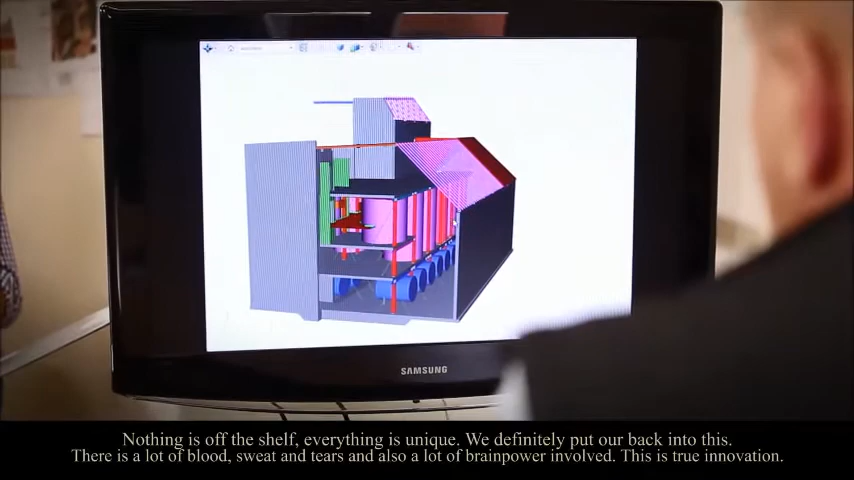 SAMSUNG
Nothing is off the shelf, everything is unique. We definitely put our back into this.
There is a lot of blood, sweat and tears and also a lot of brainpower involved. This is true innovation.